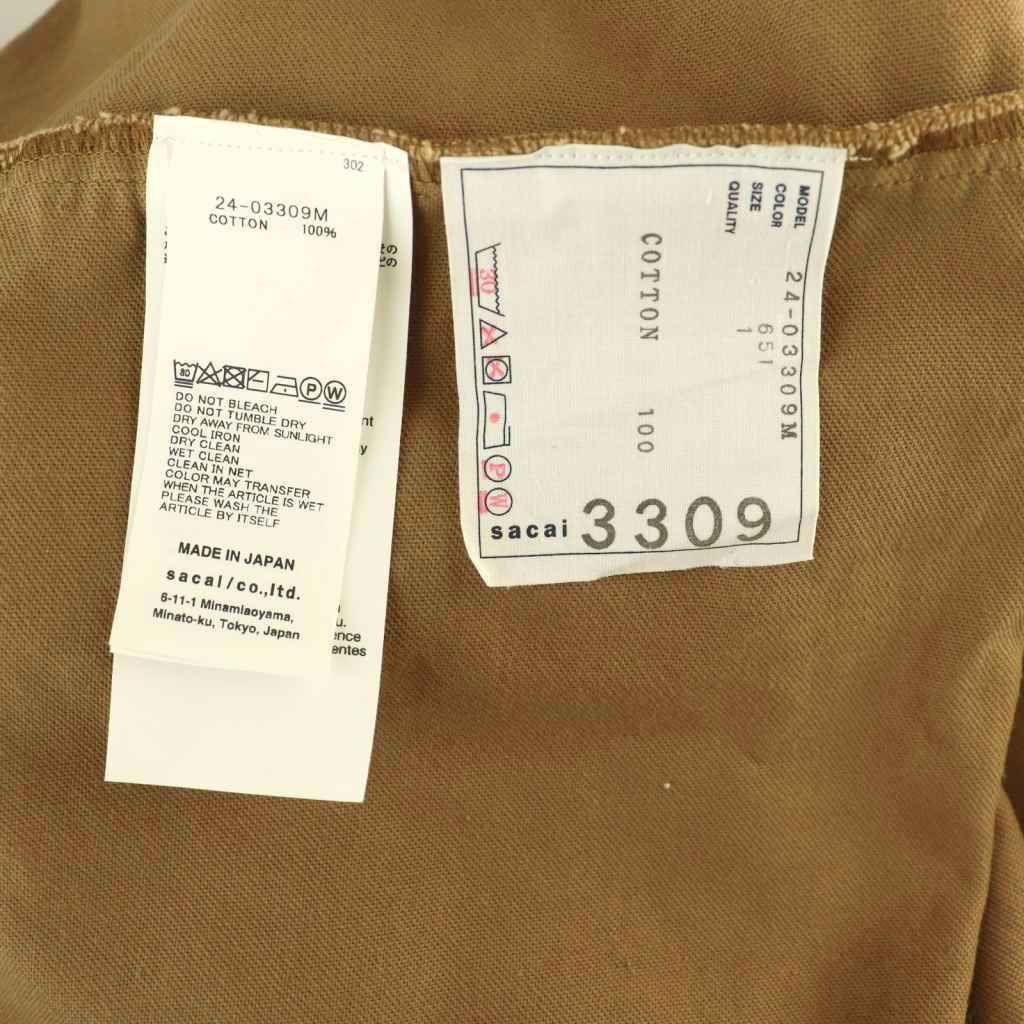 302
24-03309M
COTTON 100%
DO NOT BLEACH
DO NOT TUMBLE DRY
DRY AWAY FROM SUNLIGHT
COOL IRON
DRY CLEAN
WET CLEAN
CLEAN IN NET
COLOR MAY TRANSFER
WHEN THE ARTICLE IS WET
PLEASE WASH THE
ARTICLE BY ITSELF
MADE IN JAPAN
sacai/co.,ltd.
6-11-1 Minamiaoyama,
Minato-ku, Tokyo, Japan
MODEL 24-03309M
COLOR 651
SIZE 1
QUALITY
COTTON 100
30
P
W
sacai 3309